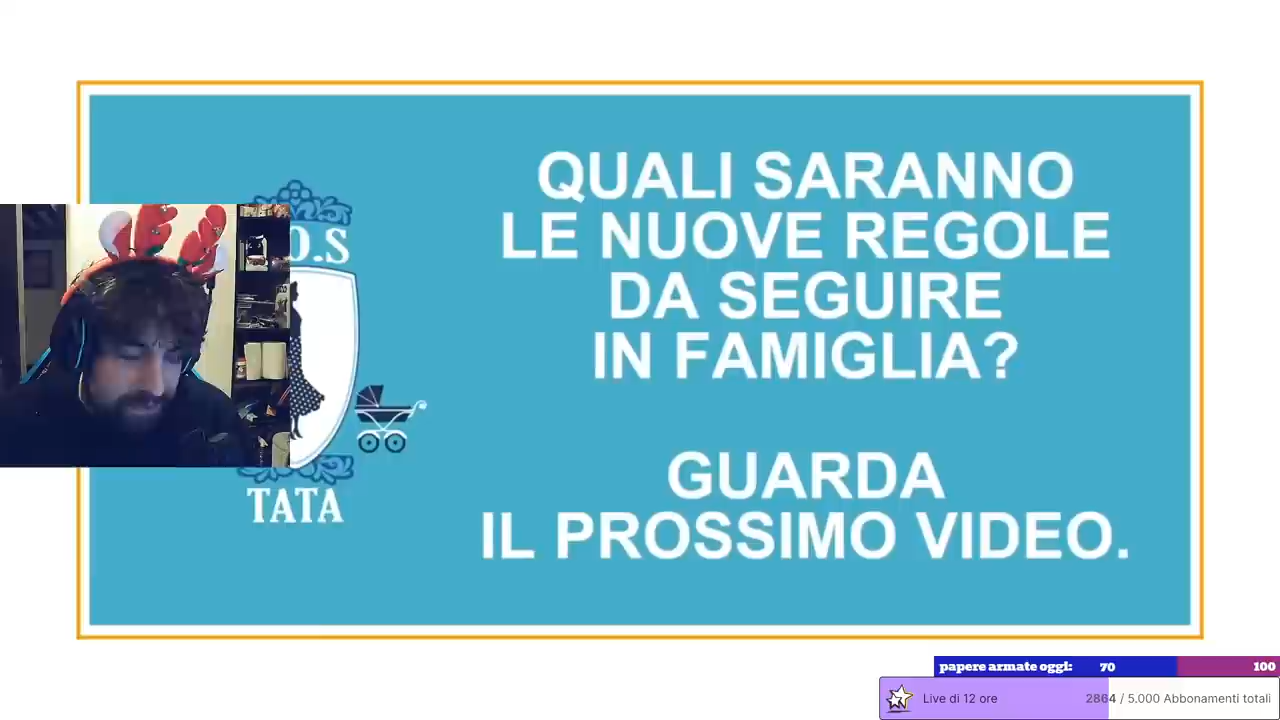 QUALI SARANNO
LE NUOVE REGOLE
DA SEGUIRE
IN FAMIGLIA?
GUARDA
IL PROSSIMO VIDEO.
O.S
TATA
papere armate oggi: 70 100
Live di 12 ore 2864 / 5.000 Abbonamenti totali